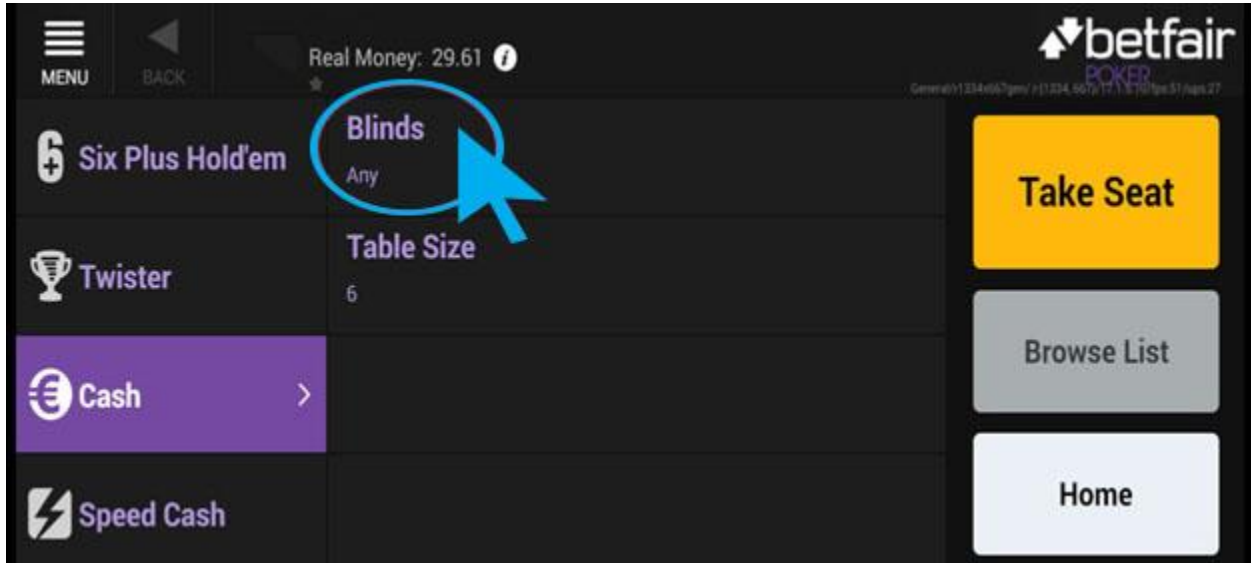 MENU
BACK
Real Money: 29.61 i
betfair
POKER
6+ Six Plus Hold'em
Blinds
Any
Take Seat
Twister
Table Size
6
Browse List
€ Cash >
Speed Cash
Home